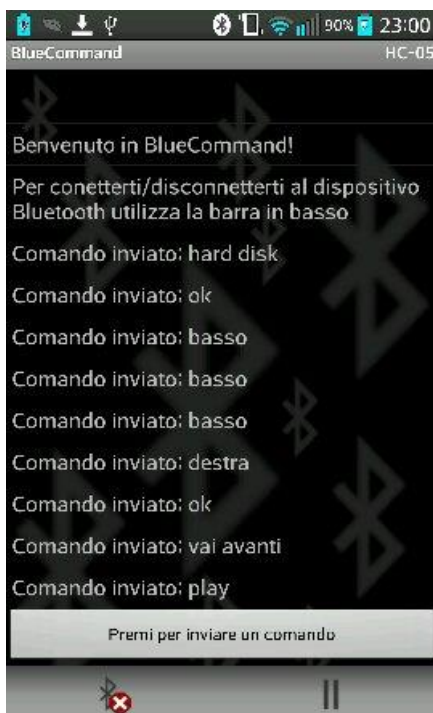 90% 23:00
BlueCommand HC-05
Benvenuto in BlueCommand!
Per conetterti/disconnetterti al dispositivo
Bluetooth utilizza la barra in basso
Comando inviato: hard disk
Comando inviato: ok
Comando inviato: basso
Comando inviato: basso
Comando inviato: basso
Comando inviato: destra
Comando inviato: ok
Comando inviato: vai avanti
Comando inviato: play
Premi per inviare un comando